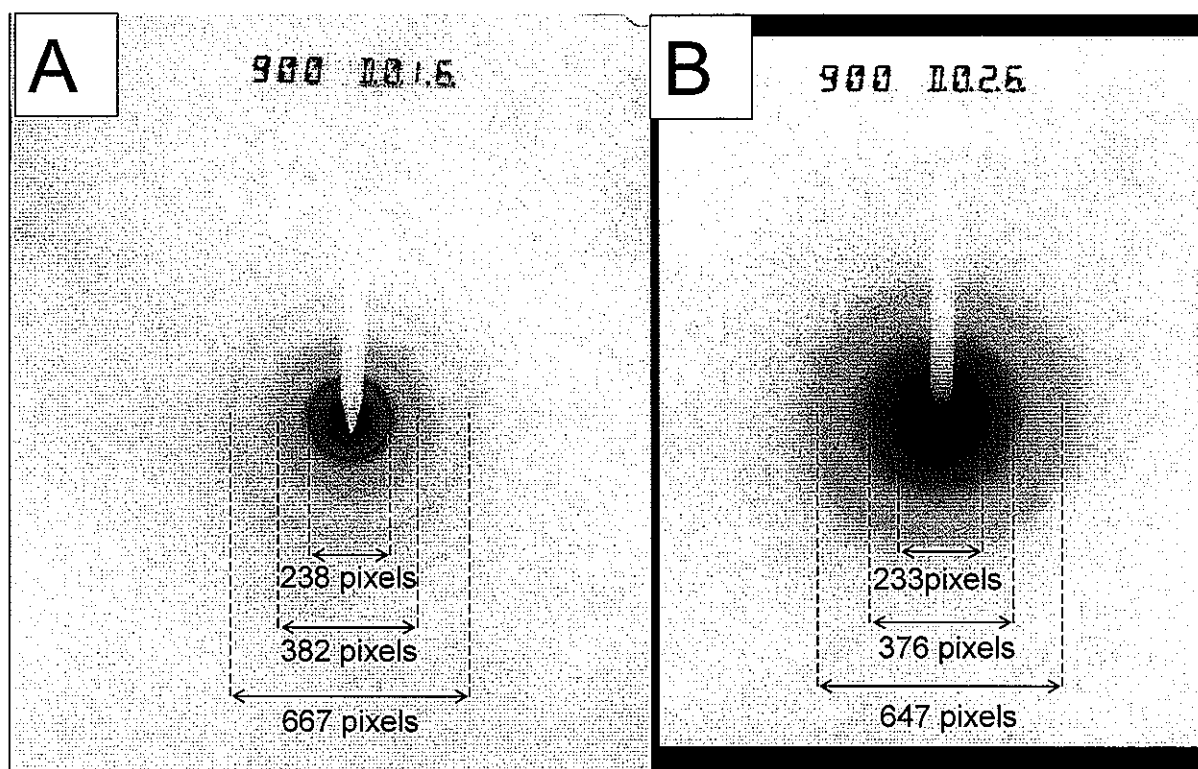 A
900 D01.6
238 pixels
382 pixels
667 pixels
B
900 D02.6
233pixels
376 pixels
647 pixels